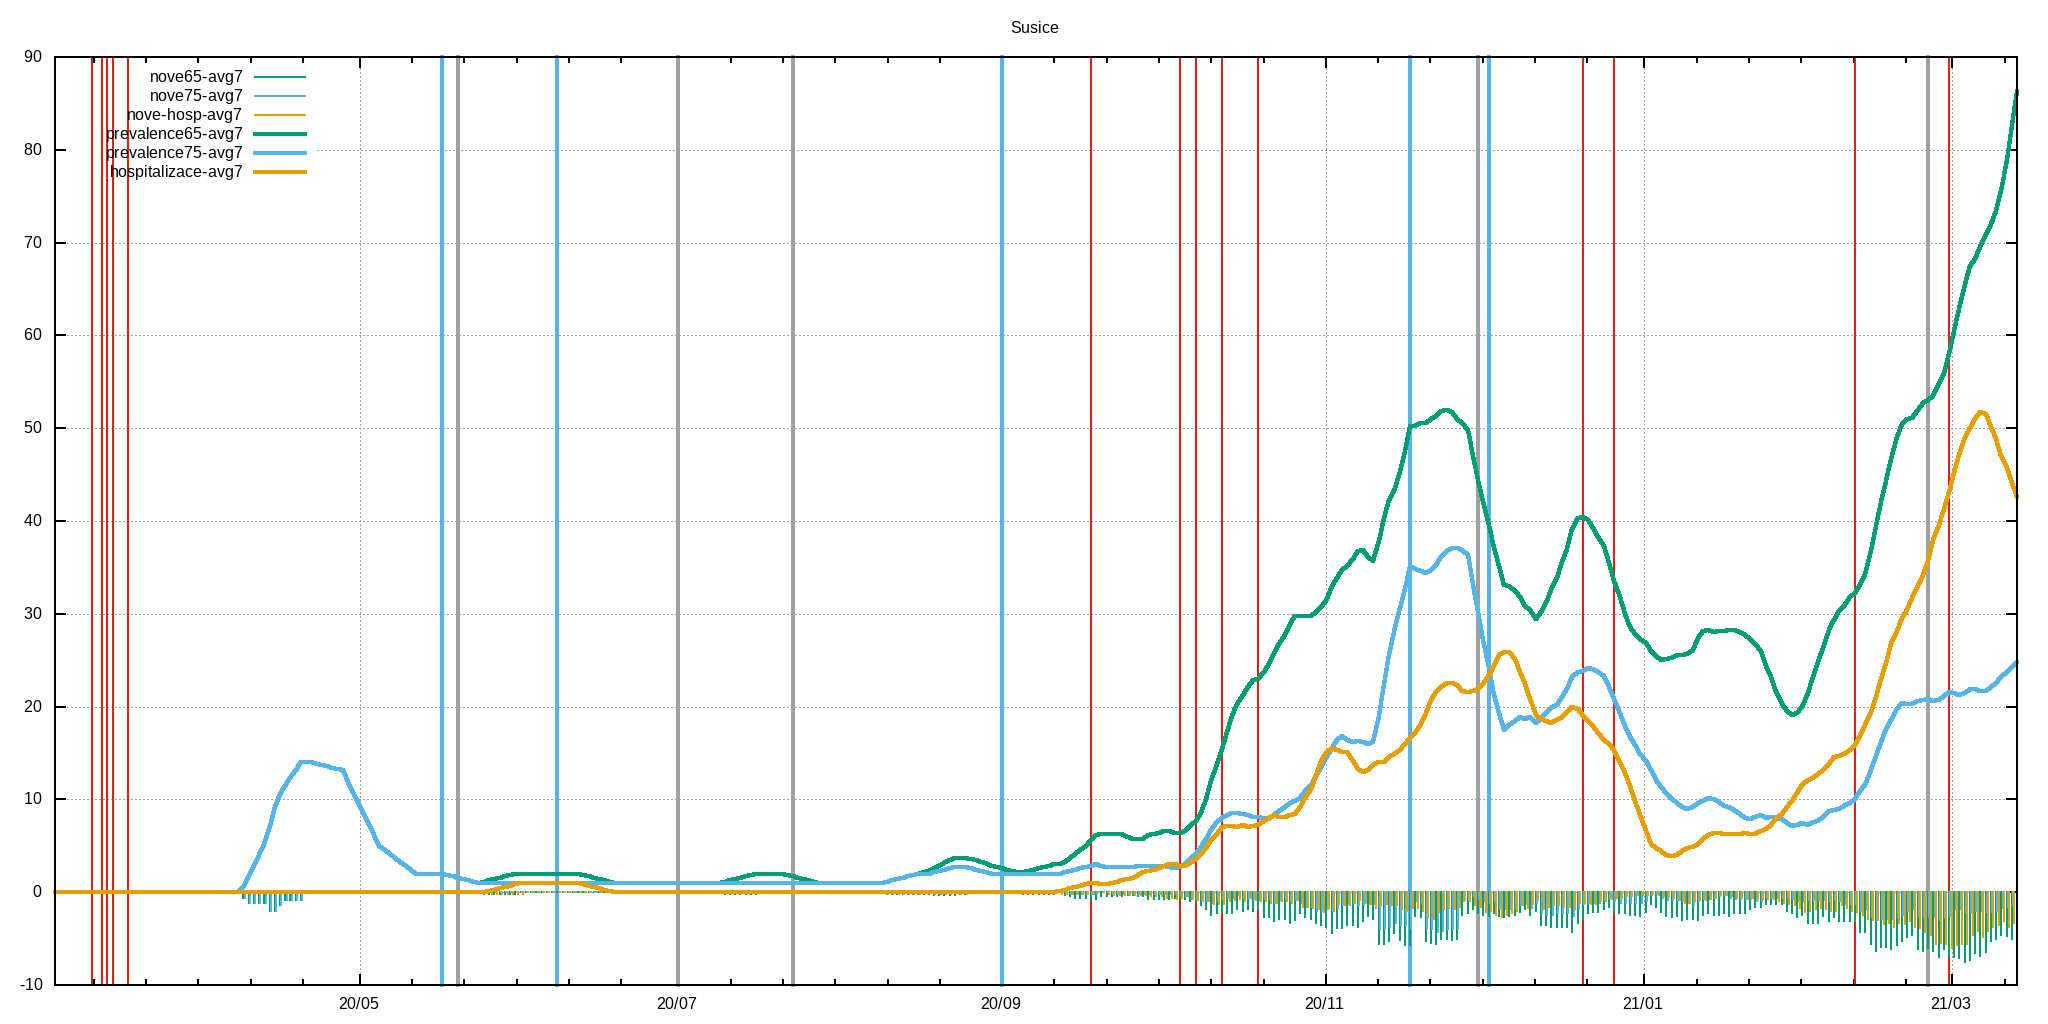 Susice
nove65-avg7
nove75-avg7
nove-hosp-avg7
prevalence65-avg7
prevalence75-avg7
hospitalizace-avg7
90
80
70
60
50
40
30
20
10
0
0
-10
20/05 20/07 20/09 20/11 21/01 21/03